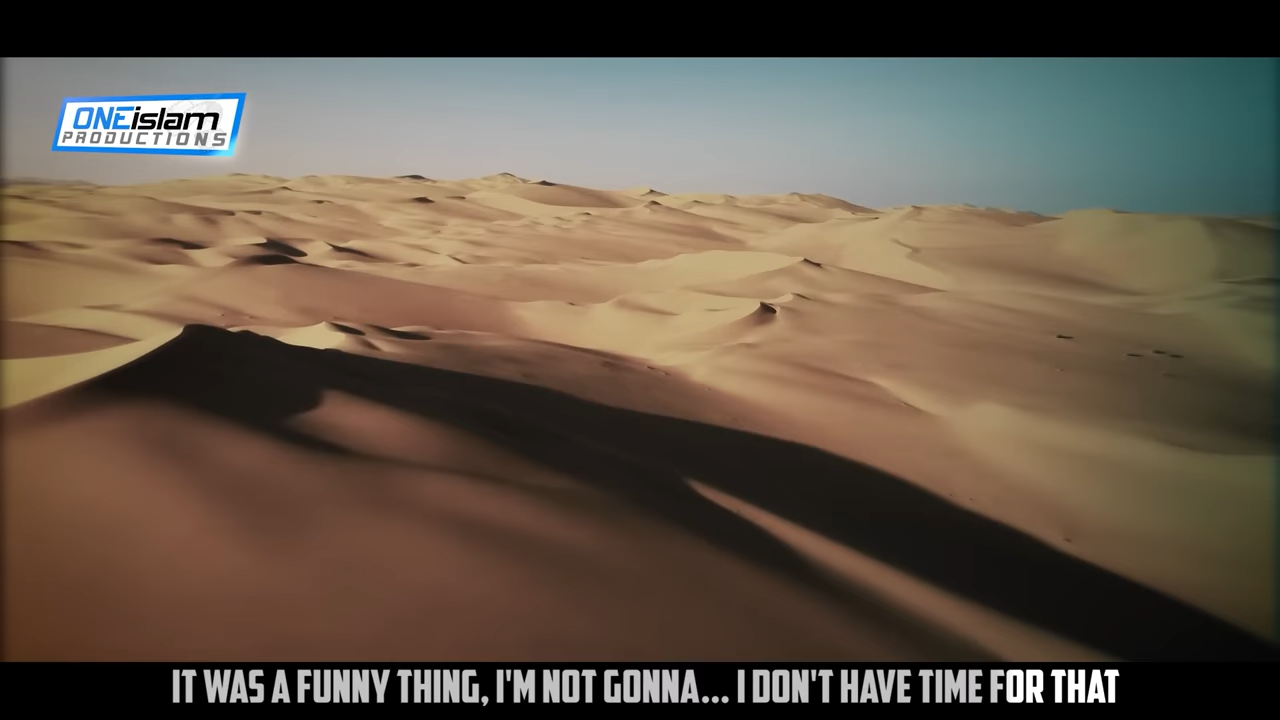 ONEislam
PRODUCTIONS
IT WAS A FUNNY THING, I'M NOT GONNA... I DON'T HAVE TIME FOR THAT